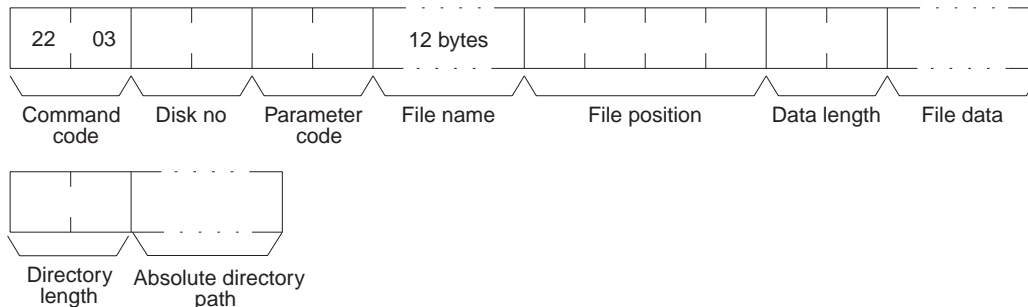 22 03 12 bytes
Command code Disk no Parameter code File name File position Data length File data
Directory length Absolute directory path